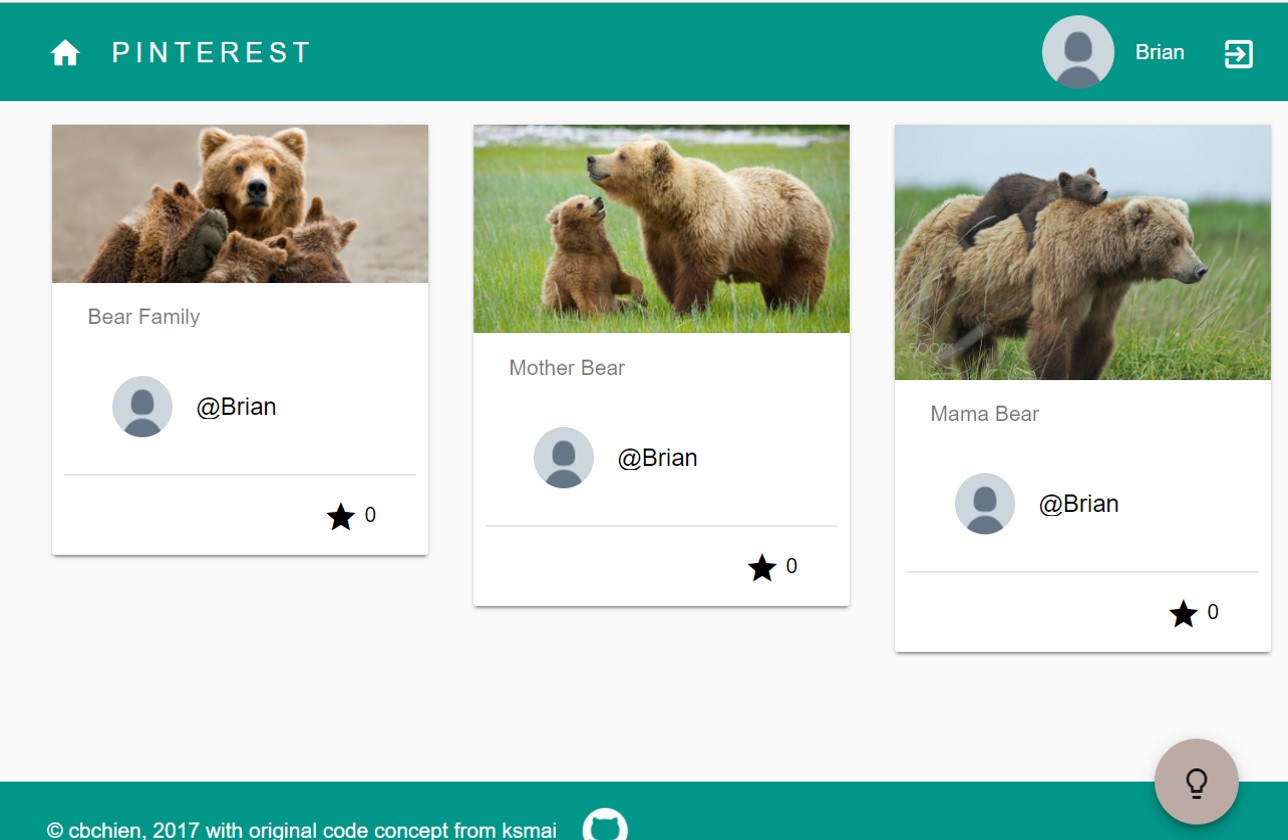 PINTEREST
Brian
Bear Family
@Brian
0
Mother Bear
@Brian
0
Mama Bear
@Brian
0
© cbchien, 2017 with original code concept from ksmai